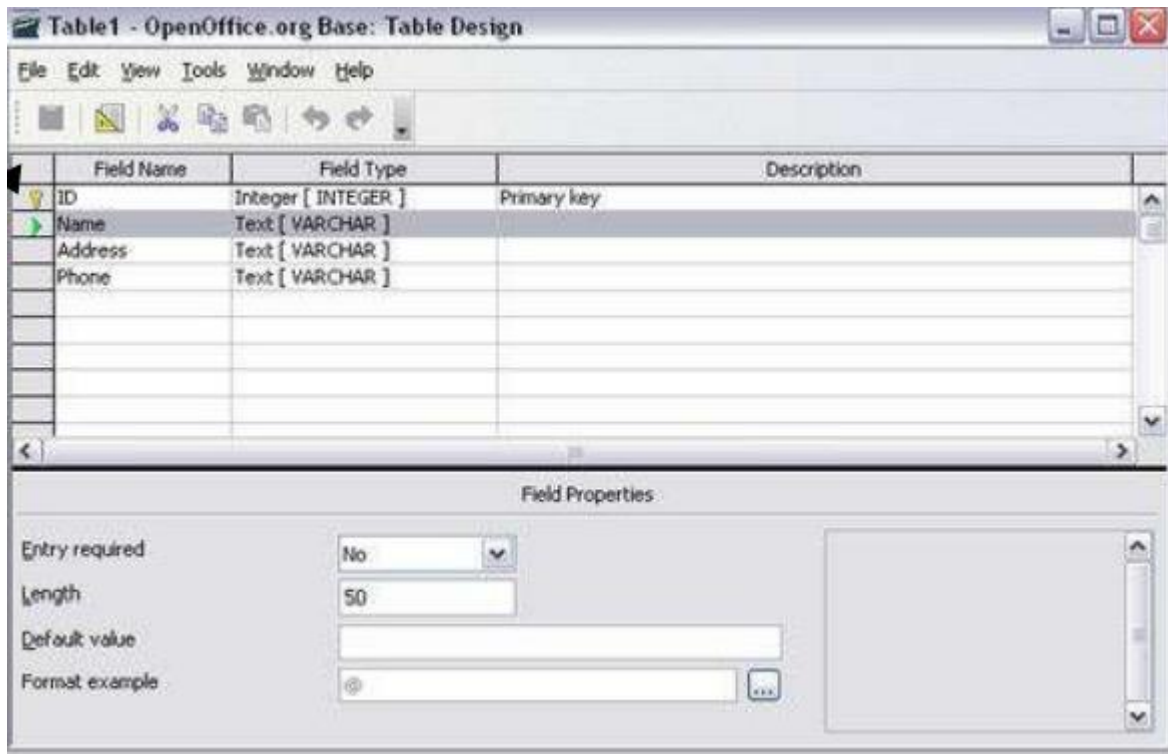 Table1 - OpenOffice.org Base: Table Design
File Edit View Tools Window Help
Field Name Field Type Description
ID Integer [ INTEGER ] Primary key
Name Text [ VARCHAR ]
Address Text [ VARCHAR ]
Phone Text [ VARCHAR ]
Field Properties
Entry required No
Length 50
Default value
Format example @ ...